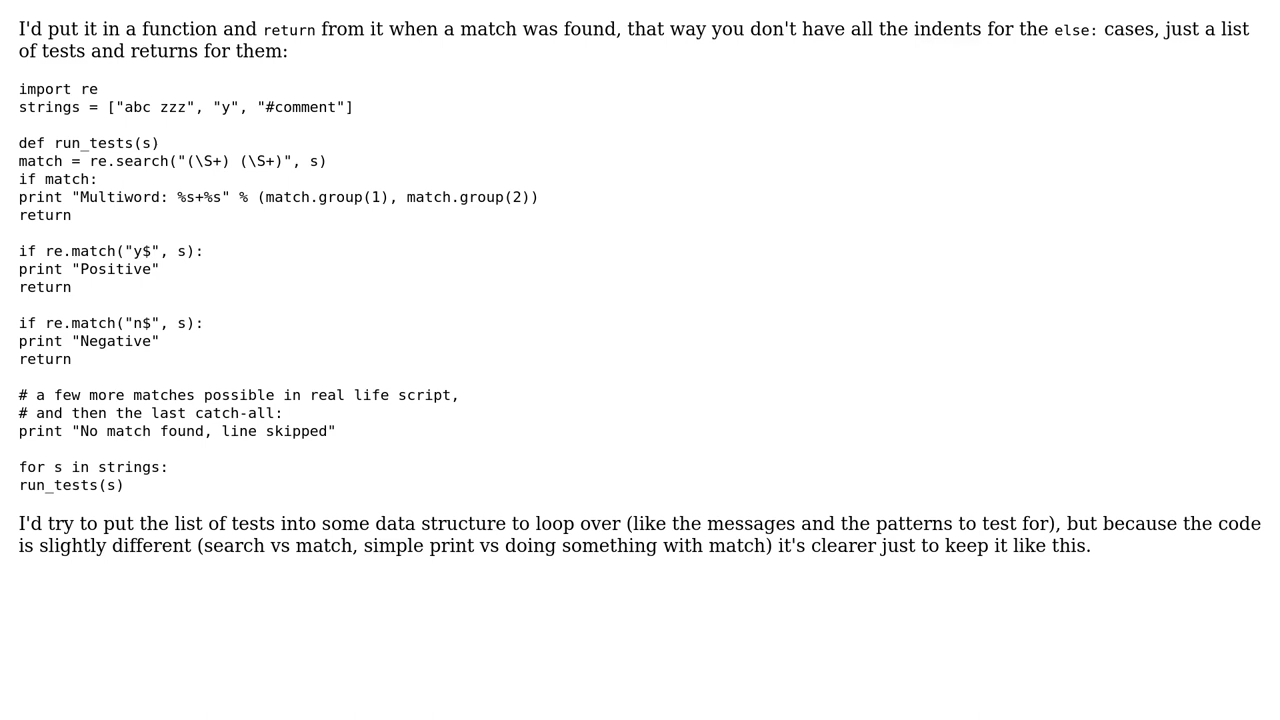 I'd put it in a function and return from it when a match was found, that way you don't have all the indents for the else: cases, just a list
of tests and returns for them:
import re
strings = ["abc zzz", "y", "#comment"]
def run_tests(s)
match = re.search("(\S+) (\S+)", s)
if match:
print "Multiword: %s+%s" % (match.group(1), match.group(2))
return
if re.match("y$", s):
print "Positive"
return
if re.match("n$", s):
print "Negative"
return
# a few more matches possible in real life script,
# and then the last catch-all:
print "No match found, line skipped"
for s in strings:
run_tests(s)
I'd try to put the list of tests into some data structure to loop over (like the messages and the patterns to test for), but because the code
is slightly different (search vs match, simple print vs doing something with match) it's clearer just to keep it like this.